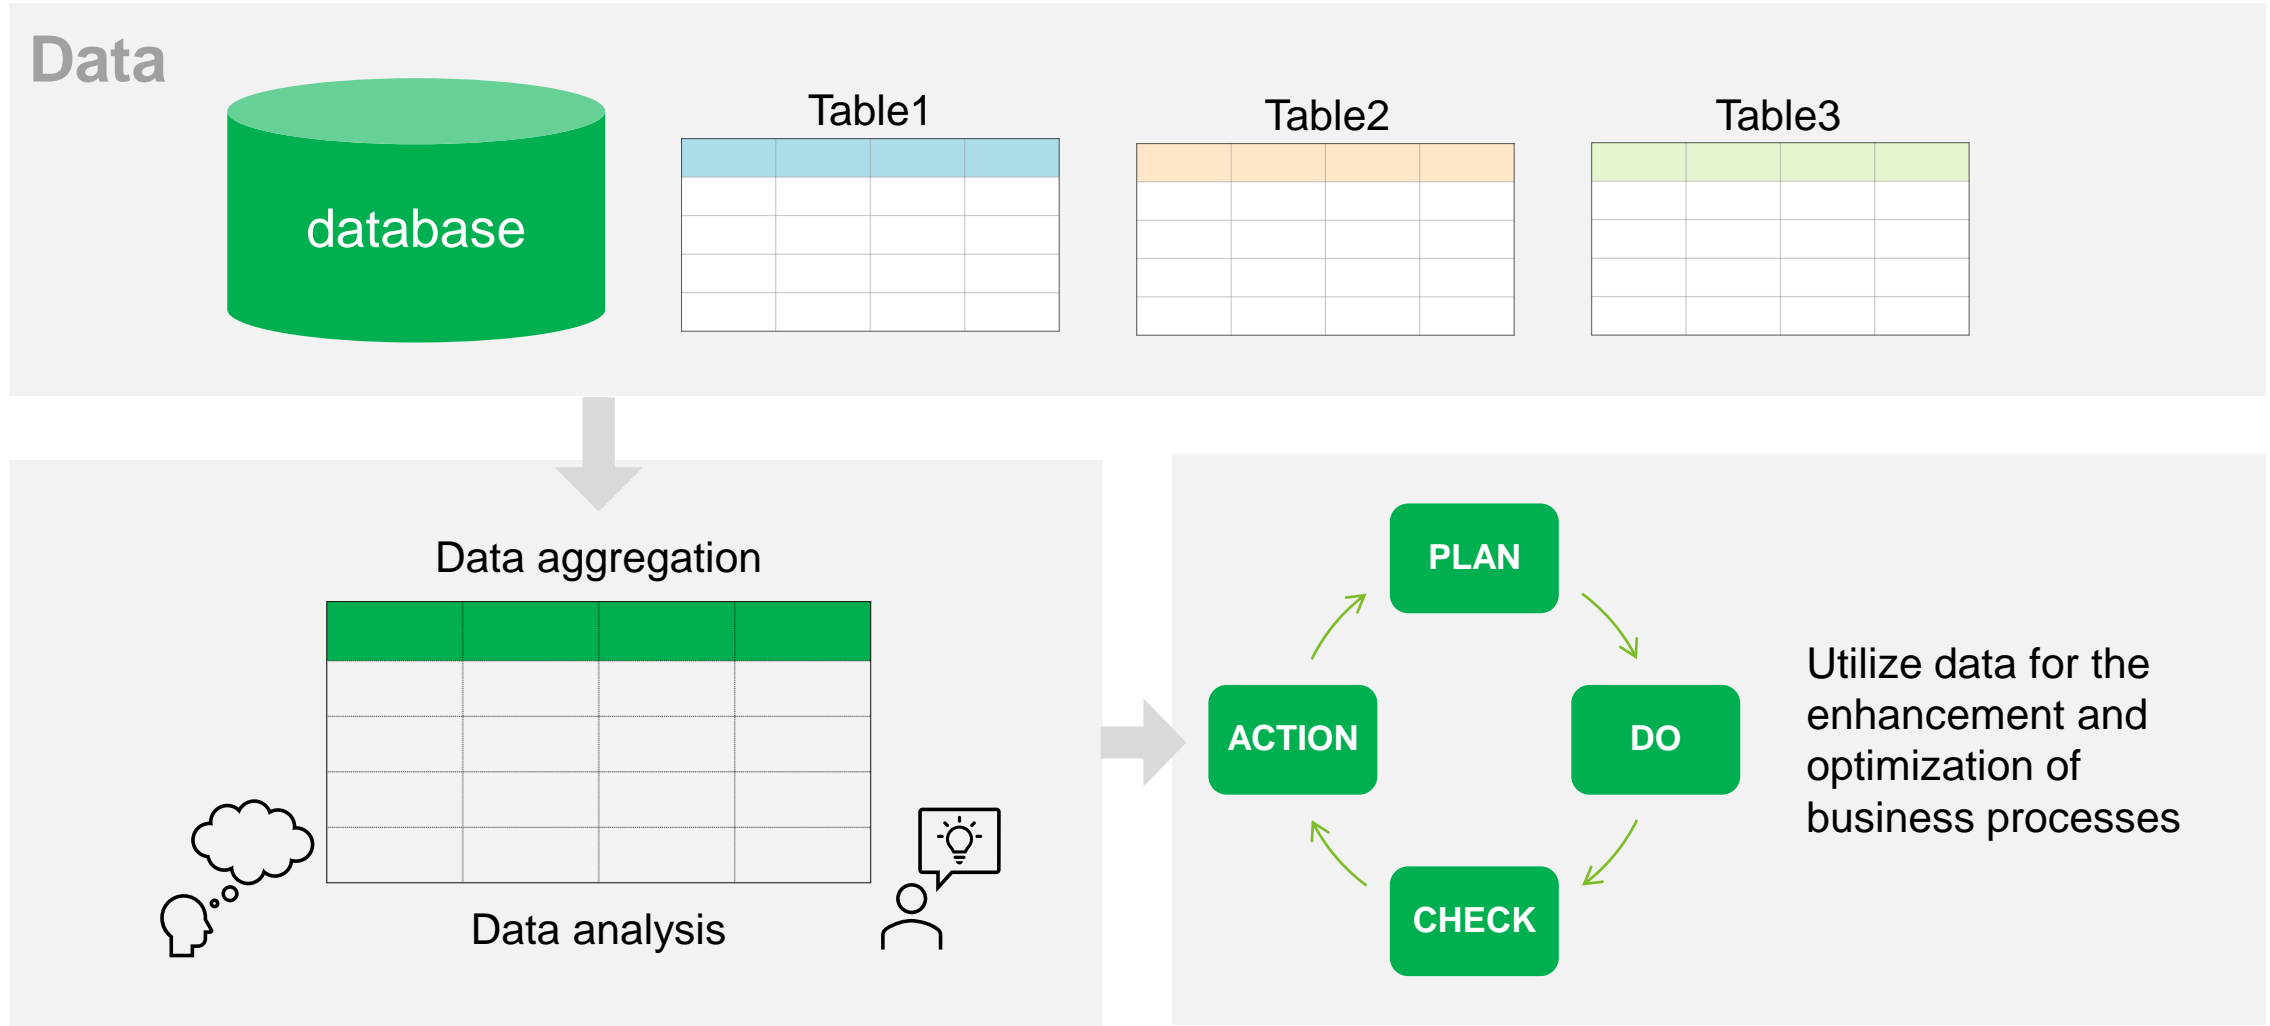 Data
database
Table1
Table2
Table3
Data aggregation
Data analysis
PLAN
DO
CHECK
ACTION
Utilize data for the
enhancement and
optimization of
business processes